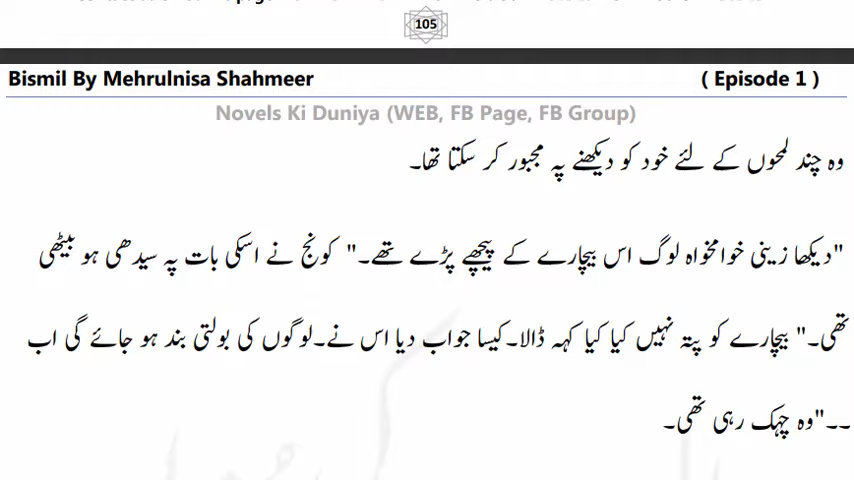 105
Bismil By Mehrulnisa Shahmeer ( Episode 1 )
Novels Ki Duniya (WEB, FB Page, FB Group)
وہ چند لمحوں کے لئے خود کو دیکھنے پہ مجبور کر سکتا تھا۔
"دیکھا زینی خوامخواہ لوگ اس بیچارے کے پیچھے پڑے تھے۔" کونج نے اسکی بات پہ سیدھی ہو بیٹھی
تھی۔" بیچارے کو پتہ نہیں کیا کیا کہہ ڈالا۔کیسا جواب دیا اس نے۔لوگوں کی بولتی بند ہو جائے گی اب
۔۔"وہ چہک رہی تھی۔